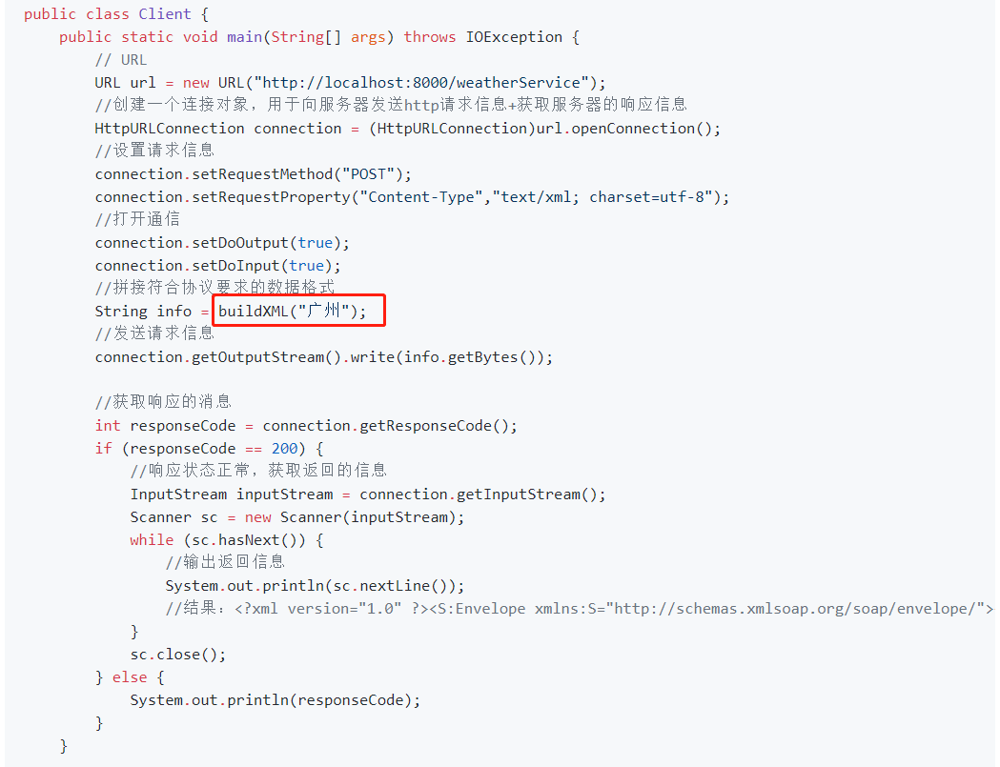 public class Client {
    public static void main(String[] args) throws IOException {
        // URL
        URL url = new URL("http://localhost:8000/weatherService");
        //创建一个连接对象，用于向服务器发送http请求信息+获取服务器的响应信息
        HttpURLConnection connection = (HttpURLConnection)url.openConnection();
        //设置请求信息
        connection.setRequestMethod("POST");
        connection.setRequestProperty("Content-Type","text/xml; charset=utf-8");
        //打开通信
        connection.setDoOutput(true);
        connection.setDoInput(true);
        //拼接符合协议要求的数据格式
        String info = buildXML("广州");
        //发送请求信息
        connection.getOutputStream().write(info.getBytes());
        //获取响应的消息
        int responseCode = connection.getResponseCode();
        if (responseCode == 200) {
            //响应状态正常，获取返回的信息
            InputStream inputStream = connection.getInputStream();
            Scanner sc = new Scanner(inputStream);
            while (sc.hasNext()) {
                //输出返回信息
                System.out.println(sc.nextLine());
                //结果：<?xml version="1.0" ?><S:Envelope xmlns:S="http://schemas.xmlsoap.org/soap/envelope/">
            }
            sc.close();
        } else {
            System.out.println(responseCode);
        }
    }